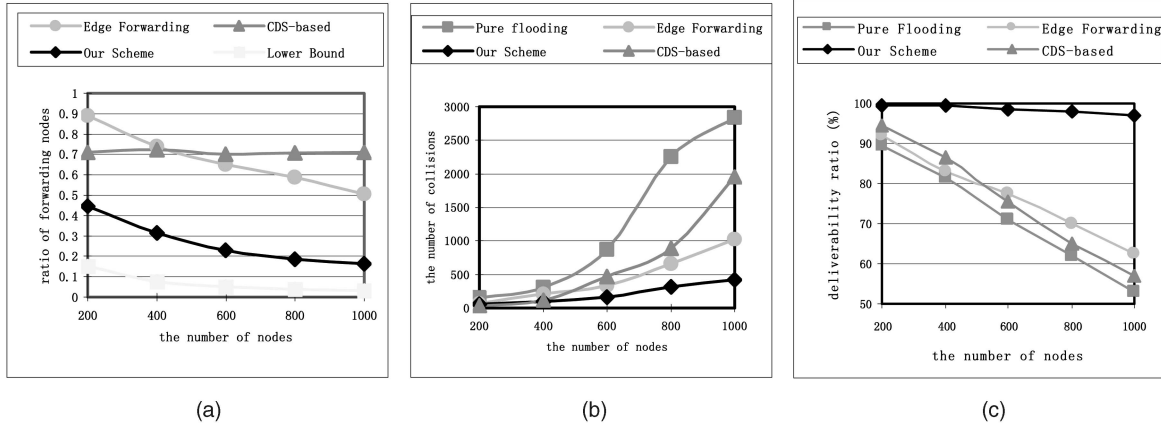 Edge Forwarding CDS-based
Our Scheme Lower Bound
ratio of forwarding nodes
1
0.9
0.8
0.7
0.6
0.5
0.4
0.3
0.2
0.1
0
200 400 600 800 1000
the number of nodes
(a)
Pure flooding Edge Forwarding
Our Scheme CDS-based
the number of collisions
3000
2500
2000
1500
1000
500
0
200 400 600 800 1000
the number of nodes
(b)
Pure Flooding Edge Forwarding
Our Scheme CDS-based
deliverability ratio (%)
100
90
80
70
60
50
200 400 600 800 1000
the number of nodes
(c)